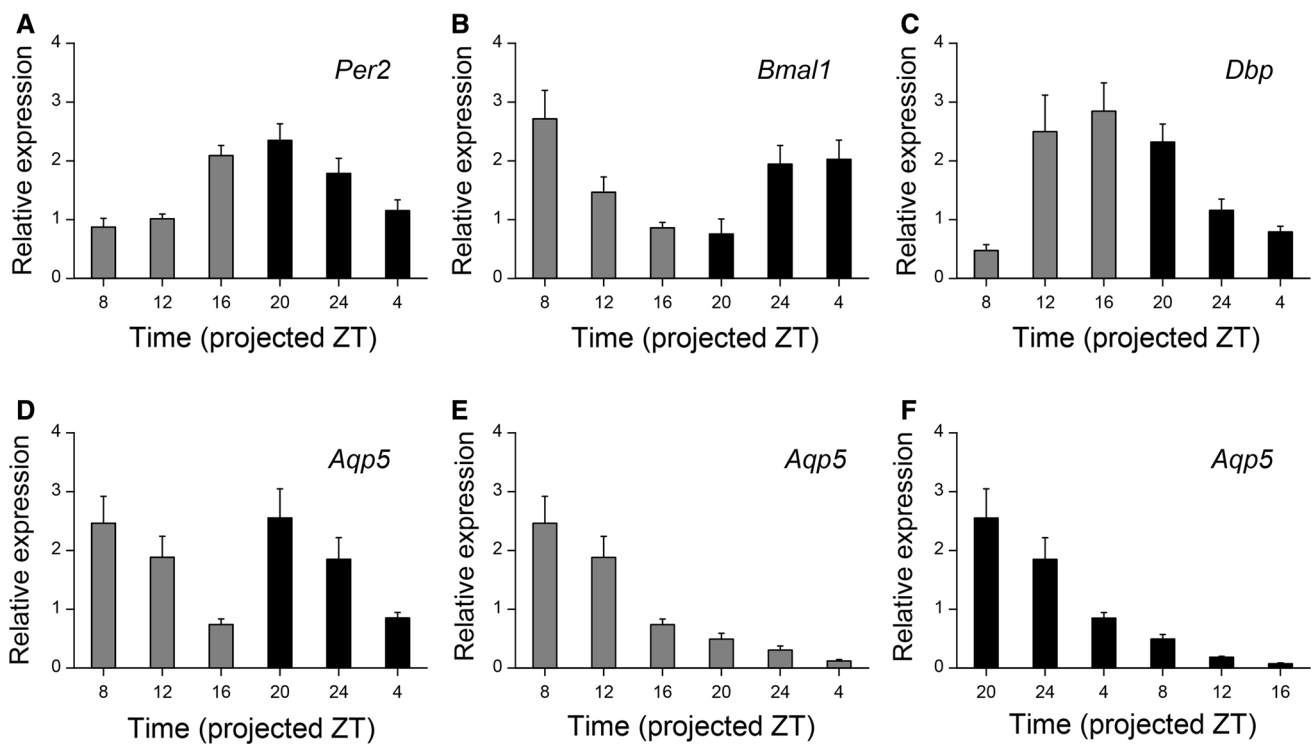 A
Relative expression
4
3
2
1
0
Per2
8 12 16 20 24 4
Time (projected ZT)
B
Relative expression
4
3
2
1
0
Bmal1
8 12 16 20 24 4
Time (projected ZT)
C
Relative expression
4
3
2
1
0
Dbp
8 12 16 20 24 4
Time (projected ZT)
D
Relative expression
4
3
2
1
0
Aqp5
8 12 16 20 24 4
Time (projected ZT)
E
Relative expression
4
3
2
1
0
Aqp5
8 12 16 20 24 4
Time (projected ZT)
F
Relative expression
4
3
2
1
0
Aqp5
20 24 4 8 12 16
Time (projected ZT)